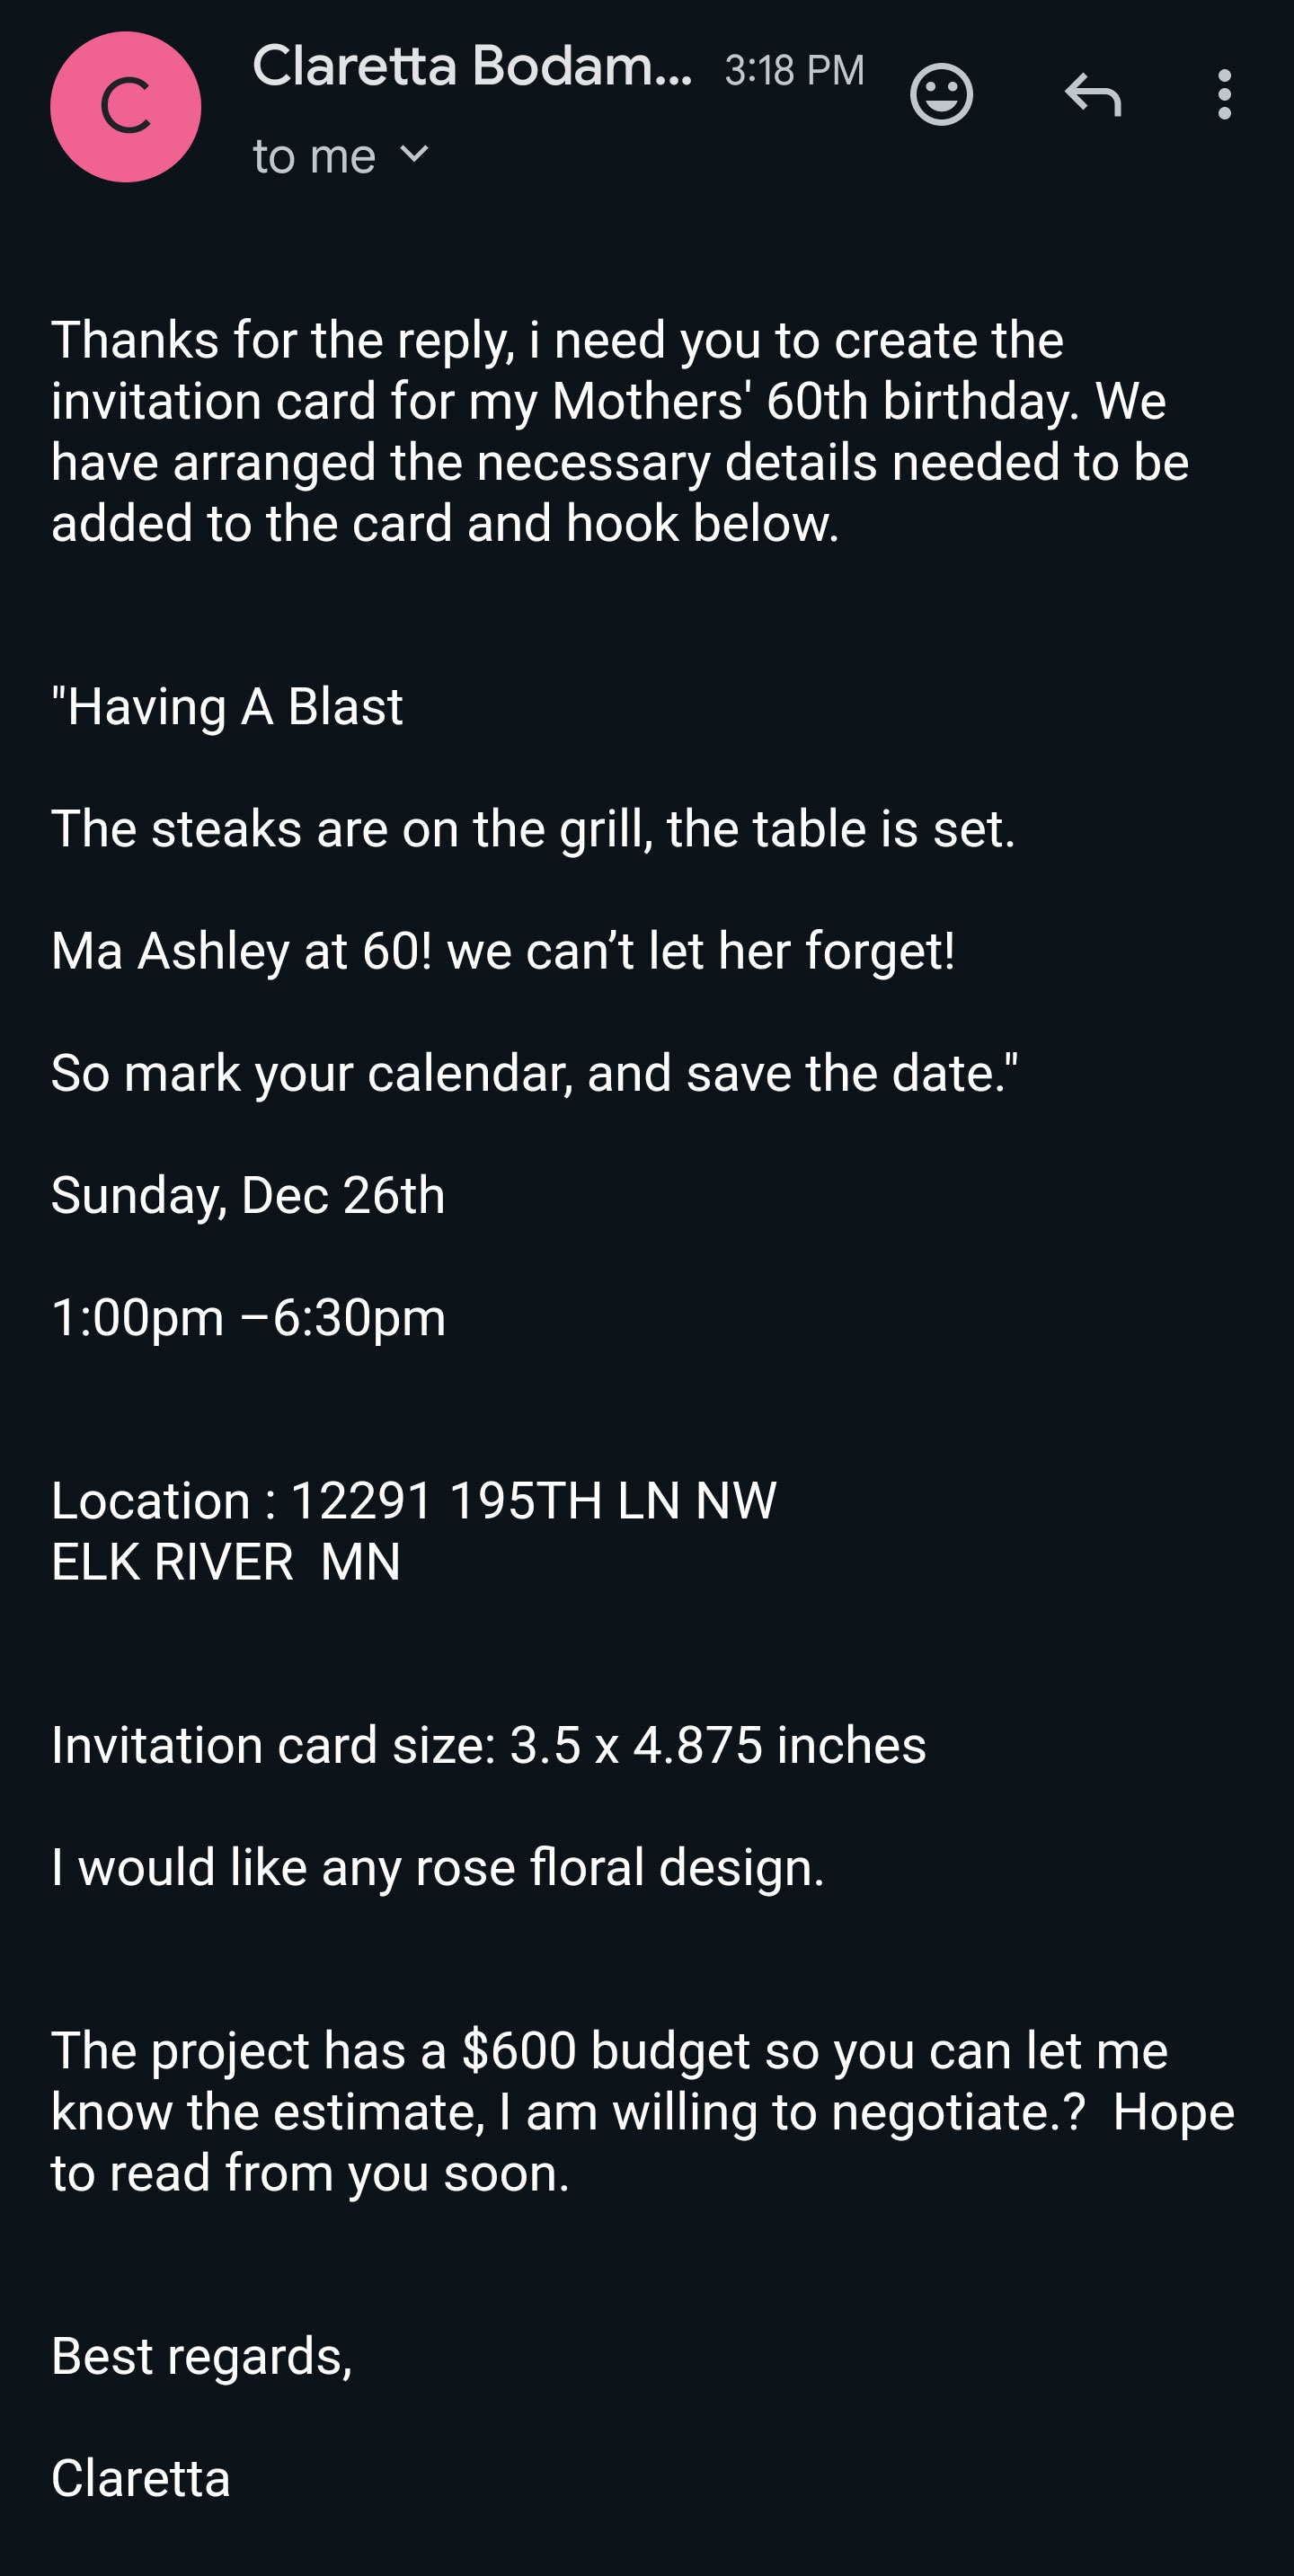 C
Claretta Bodam... 3:18 PM
to me
Thanks for the reply, i need you to create the
invitation card for my Mothers' 60th birthday. We
have arranged the necessary details needed to be
added to the card and hook below.
"Having A Blast
The steaks are on the grill, the table is set.
Ma Ashley at 60! we can’t let her forget!
So mark your calendar, and save the date."
Sunday, Dec 26th
1:00pm –6:30pm
Location : 12291 195TH LN NW
ELK RIVER  MN
Invitation card size: 3.5 x 4.875 inches
I would like any rose floral design.
The project has a $600 budget so you can let me
know the estimate, I am willing to negotiate.?  Hope
to read from you soon.
Best regards,
Claretta